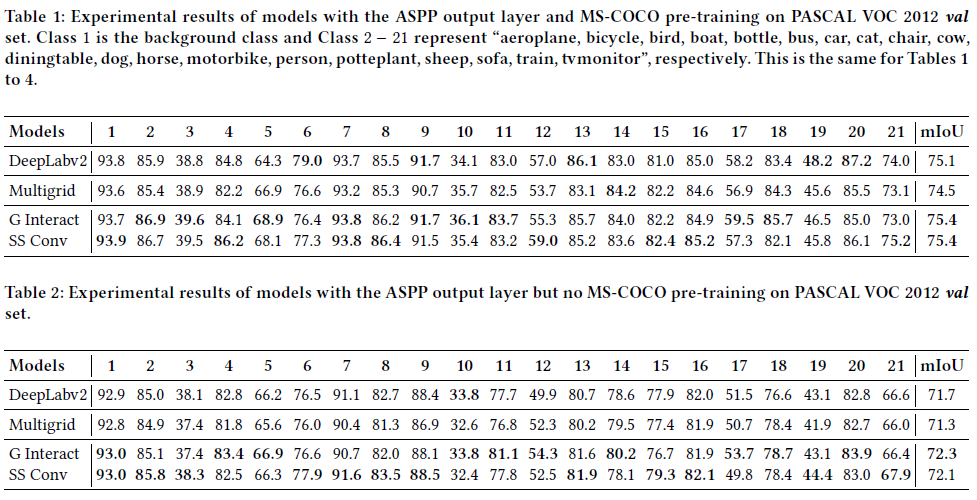 Table 1: Experimental results of models with the ASPP output layer and MS-COCO pre-training on PASCAL VOC 2012 val
set. Class 1 is the background class and Class 2 − 21 represent “aeroplane, bicycle, bird, boat, bottle, bus, car, cat, chair, cow,
diningtable, dog, horse, motorbike, person, potteplant, sheep, sofa, train, tvmonitor”, respectively. This is the same for Tables 1
to 4.
Models 1 2 3 4 5 6 7 8 9 10 11 12 13 14 15 16 17 18 19 20 21 mIoU
DeepLabv2 93.8 85.9 38.8 84.8 64.3 79.0 93.7 85.5 91.7 34.1 83.0 57.0 86.1 83.0 81.0 85.0 58.2 83.4 48.2 87.2 74.0 75.1
Multigrid 93.6 85.4 38.9 82.2 66.9 76.6 93.2 85.3 90.7 35.7 82.5 53.7 83.1 84.2 82.2 84.6 56.9 84.3 45.6 85.5 73.1 74.5
G Interact 93.7 86.9 39.6 84.1 68.9 76.4 93.8 86.2 91.7 36.1 83.7 55.3 85.7 84.0 82.2 84.9 59.5 85.7 46.5 85.0 73.0 75.4
SS Conv 93.9 86.7 39.5 86.2 68.1 77.3 93.8 86.4 91.5 35.4 83.2 59.0 85.2 83.6 82.4 85.2 57.3 82.1 45.8 86.1 75.2 75.4
Table 2: Experimental results of models with the ASPP output layer but no MS-COCO pre-training on PASCAL VOC 2012 val
set.
Models 1 2 3 4 5 6 7 8 9 10 11 12 13 14 15 16 17 18 19 20 21 mIoU
DeepLabv2 92.9 85.0 38.1 82.8 66.2 76.5 91.1 82.7 88.4 33.8 77.7 49.9 80.7 78.6 77.9 82.0 51.5 76.6 43.1 82.8 66.6 71.7
Multigrid 92.8 84.9 37.4 81.8 65.6 76.0 90.4 81.3 86.9 32.6 76.8 52.3 80.2 79.5 77.4 81.9 50.7 78.4 41.9 82.7 66.0 71.3
G Interact 93.0 85.1 37.4 83.4 66.9 76.6 90.7 82.0 88.1 33.8 81.1 54.3 81.6 80.2 76.7 81.9 53.7 78.7 43.1 83.9 66.4 72.3
SS Conv 93.0 85.8 38.3 82.5 66.3 77.9 91.6 83.5 88.5 32.4 77.8 52.5 81.9 78.1 79.3 82.1 49.8 78.4 44.4 83.0 67.9 72.1